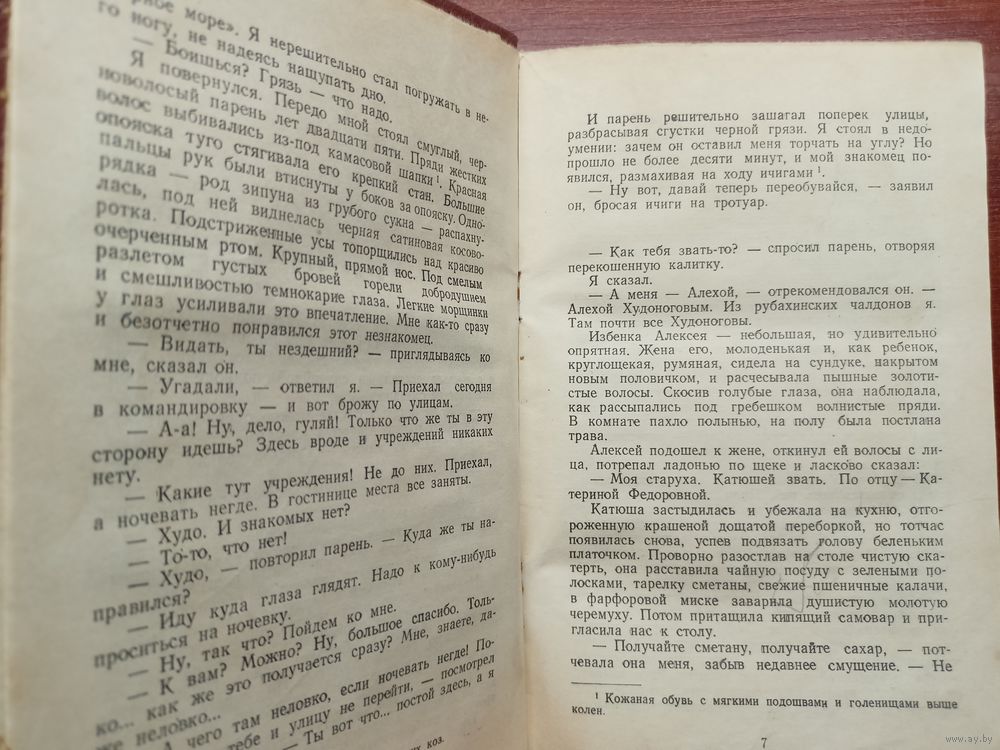 рное море». Я нерешительно стал погружать в не-
го ногу, не надеясь нащупать дно.
— Боишься? Грязь — что надо.
Я повернулся. Передо мной стоял смуглый, чер-
новолосый парень лет двадцати пяти. Пряди жестких
волос выбивались из-под камасовой шапки¹. Красная
опояска туго стягивала его крепкий стан. Большие
пальцы рук были втиснуты у боков за опояску. Одно-
рядка — род зипуна из грубого сукна — распахну-
лась, под ней виднелась черная сатиновая косово-
ротка. Подстриженные усы топорщились над красиво
очерченным ртом. Крупный, прямой нос. Под смелым
разлетом густых бровей горели добродушием
и смешливостью темнокарие глаза. Легкие морщинки
у глаз усиливали это впечатление. Мне как-то сразу
и безотчетно понравился этот незнакомец.
— Видать, ты нездешний? — приглядываясь ко
мне, сказал он.
— Угадали, — ответил я. — Приехал сегодня
в командировку — и вот брожу по улицам.
— А-а! Ну, дело, гуляй! Только что же ты в эту
сторону идешь? Здесь вроде и учреждений никаких
нету.
— Какие тут учреждения! Не до них. Приехал,
а ночевать негде. В гостинице места все заняты.
— Худо. И знакомых нет?
— То-то, что нет!
— Худо, — повторил парень. — Куда же ты на-
правился?
— Иду куда глаза глядят. Надо к кому-нибудь
проситься на ночевку.
— Ну, так что? Пойдем ко мне.
— К вам? Можно? Ну, большое спасибо. Толь-
ко... как же это получается сразу? Мне, знаете, да-
же неловко...
— А чего там неловко, если ночевать негде! По-
тебе и улицу не перейти, — посмотрел
— Ты вот что... постой здесь, а я
коз.
И парень решительно зашагал поперек улицы,
разбрасывая сгустки черной грязи. Я стоял в недо-
умении: зачем он оставил меня торчать на углу? Но
прошло не более десяти минут, и мой знакомец по-
явился, размахивая на ходу ичигами¹.
— Ну вот, давай теперь переобувайся, — заявил
он, бросая ичиги на тротуар.
— Как тебя звать-то? — спросил парень, отворяя
перекошенную калитку.
Я сказал.
— А меня — Алехой, — отрекомендовался он. —
Алехой Худоноговым. Из рубахинских чалдонов я.
Там почти все Худоноговы.
Избенка Алексея — небольшая, но удивительно
опрятная. Жена его, молоденькая и, как ребенок,
круглощекая, румяная, сидела на сундуке, накрытом
новым половичком, и расчесывала пышные золоти-
стые волосы. Скосив голубые глаза, она наблюдала,
как рассыпались под гребешком волнистые пряди.
В комнате пахло полынью, на полу была постлана
трава.
Алексей подошел к жене, откинул ей волосы с ли-
ца, потрепал ладонью по щеке и ласково сказал:
— Моя старуха. Катюшей звать. По отцу — Ка-
териной Федоровной.
Катюша застыдилась и убежала на кухню, отго-
роженную крашеной дощатой переборкой, но тотчас
появилась снова, успев подвязать голову беленьким
платочком. Проворно разостлав на столе чистую ска-
терть, она расставила чайную посуду с зелеными по-
лосками, тарелку сметаны, свежие пшеничные калачи,
в фарфоровой миске заварила душистую молотую
черемуху. Потом притащила кипящий самовар и при-
гласила нас к столу.
— Получайте сметану, получайте сахар, — пот-
чевала она меня, забыв недавнее смущение. — Не
¹ Кожаная обувь с мягкими подошвами и голенищами выше
колен.
7
www.ay.by